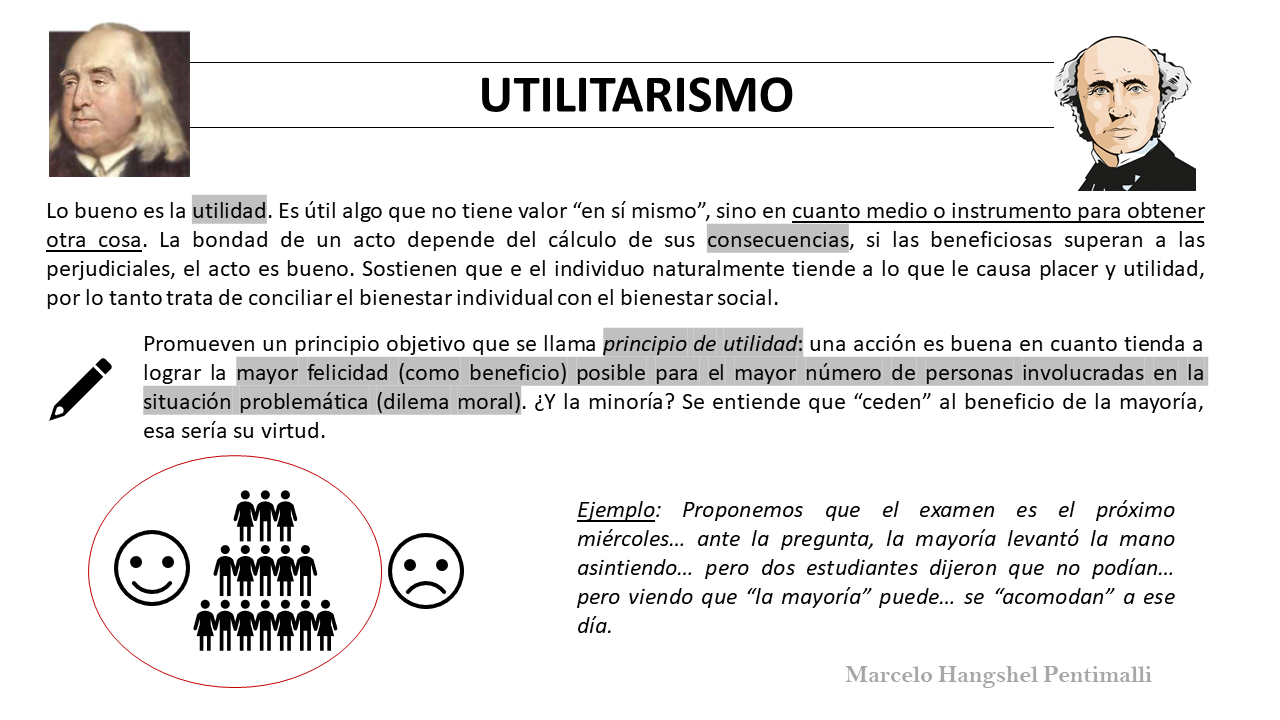 UTILITARISMO
Lo bueno es la utilidad. Es útil algo que no tiene valor “en sí mismo”, sino en cuanto medio o instrumento para obtener
otra cosa. La bondad de un acto depende del cálculo de sus consecuencias, si las beneficiosas superan a las
perjudiciales, el acto es bueno. Sostienen que e el individuo naturalmente tiende a lo que le causa placer y utilidad,
por lo tanto trata de conciliar el bienestar individual con el bienestar social.
Promueven un principio objetivo que se llama principio de utilidad: una acción es buena en cuanto tienda a
lograr la mayor felicidad (como beneficio) posible para el mayor número de personas involucradas en la
situación problemática (dilema moral). ¿Y la minoría? Se entiende que “ceden” al beneficio de la mayoría,
esa sería su virtud.
Ejemplo: Proponemos que el examen es el próximo
miércoles... ante la pregunta, la mayoría levantó la mano
asintiendo... pero dos estudiantes dijeron que no podían...
pero viendo que “la mayoría” puede... se “acomodan” a ese
día.
Marcelo Hangshel Pentimalli